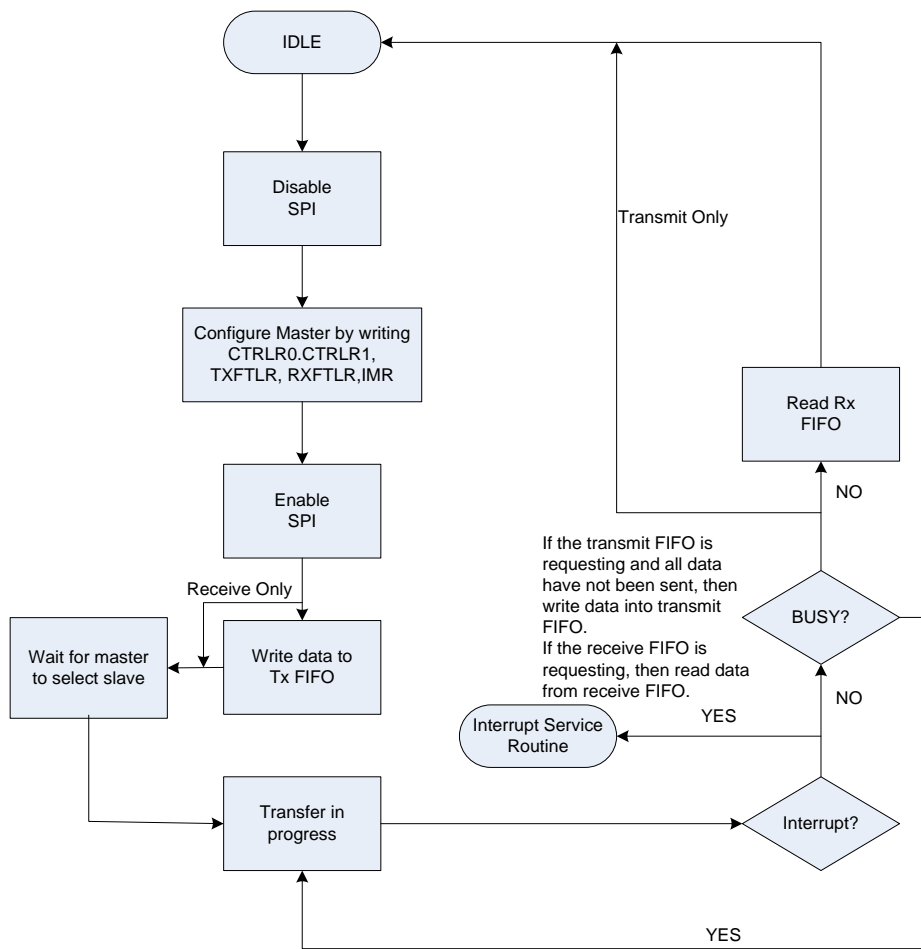 IDLE
Disable
SPI
Transmit Only
Configure Master by writing
CTRLR0.CTRLR1,
TXFTLR, RXFTLR,IMR
Read Rx
FIFO
Enable
SPI
NO
If the transmit FIFO is
requesting and all data
have not been sent, then
write data into transmit
FIFO.
If the receive FIFO is
requesting, then read data
from receive FIFO.
Receive Only
BUSY?
Wait for master
to select slave
Write data to
Tx FIFO
NO
YES
Interrupt Service
Routine
Transfer in
progress
Interrupt?
YES